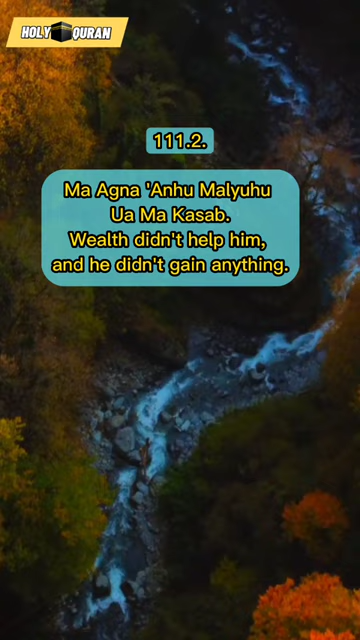 HOLY QURAN
111.2.
Ma Agna 'Anhu Malyuhu
Ua Ma Kasab.
Wealth didn't help him,
and he didn't gain anything.